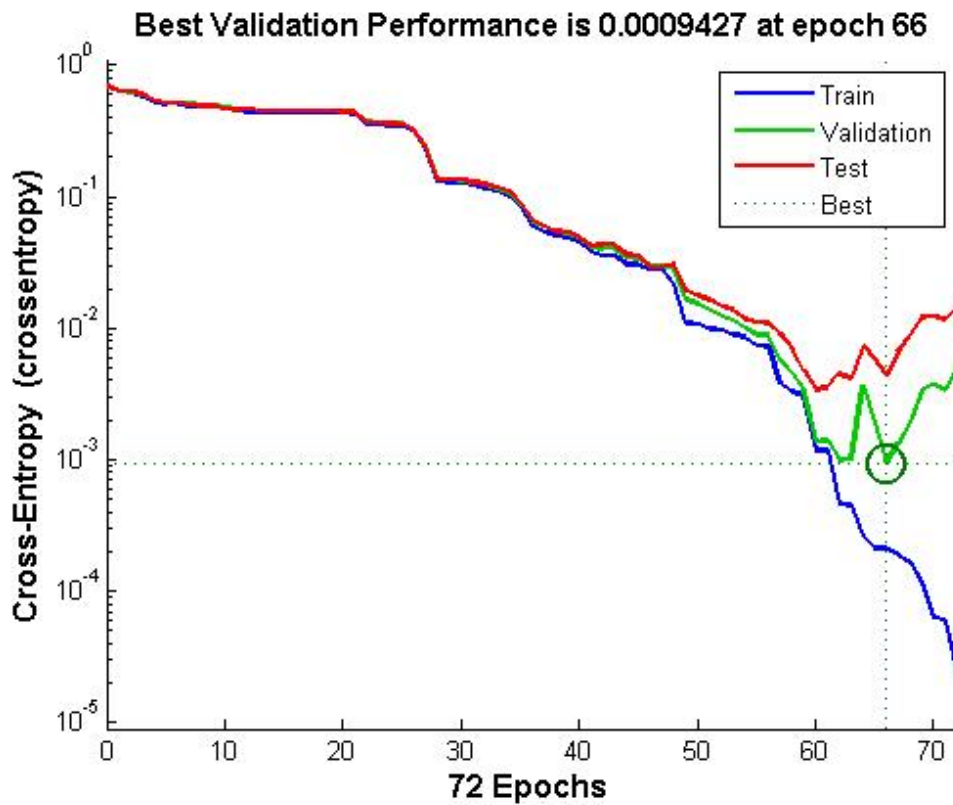 Best Validation Performance is 0.0009427 at epoch 66
Cross-Entropy (crossentropy)
10^0
10^-1
10^-2
10^-3
10^-4
10^-5
Train
Validation
Test
Best
0 10 20 30 40 50 60 70
72 Epochs